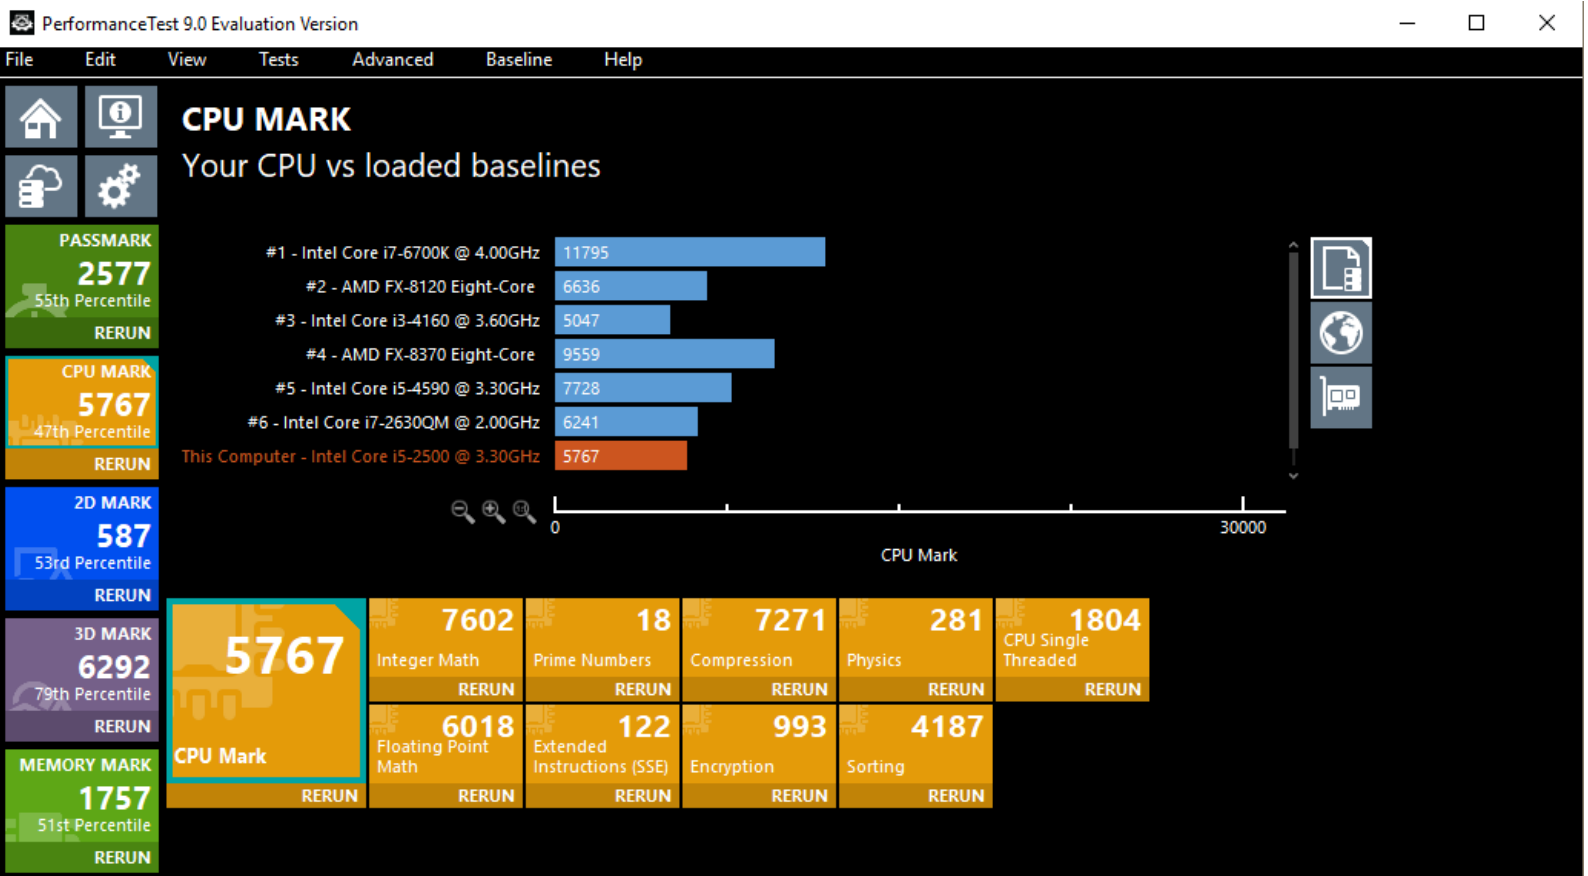 PerformanceTest 9.0 Evaluation Version
File Edit View Tests Advanced Baseline Help
CPU MARK
Your CPU vs loaded baselines
PASSMARK
2577
55th Percentile
RERUN
CPU MARK
5767
47th Percentile
RERUN
2D MARK
587
53rd Percentile
RERUN
3D MARK
6292
79th Percentile
RERUN
MEMORY MARK
1757
51st Percentile
RERUN
#1 - Intel Core i7-6700K @ 4.00GHz 11795
#2 - AMD FX-8120 Eight-Core 6636
#3 - Intel Core i3-4160 @ 3.60GHz 5047
#4 - AMD FX-8370 Eight-Core 9559
#5 - Intel Core i5-4590 @ 3.30GHz 7728
#6 - Intel Core i7-2630QM @ 2.00GHz 6241
This Computer - Intel Core i5-2500 @ 3.30GHz 5767
0 30000
CPU Mark
5767
CPU Mark
RERUN
7602
Integer Math
RERUN
18
Prime Numbers
RERUN
7271
Compression
RERUN
281
Physics
RERUN
1804
CPU Single
Threaded
RERUN
6018
Floating Point
Math
RERUN
122
Extended
Instructions (SSE)
RERUN
993
Encryption
RERUN
4187
Sorting
RERUN